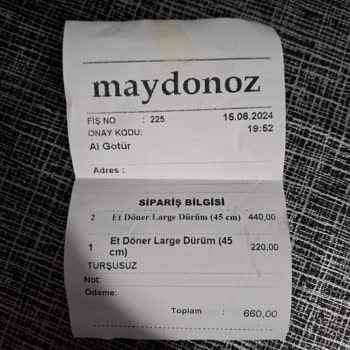 maydonoz
FİŞ NO : 225 15.06.2024
ONAY KODU: 19:52
Al Götür
Adres :
SİPARİŞ BİLGİSİ
2 Et Döner Large Dürüm (45 cm) 440,00
1 Et Döner Large Dürüm (45 220,00
cm)
TURŞUSUZ
Not:
Ödeme:
Toplam : 660,00